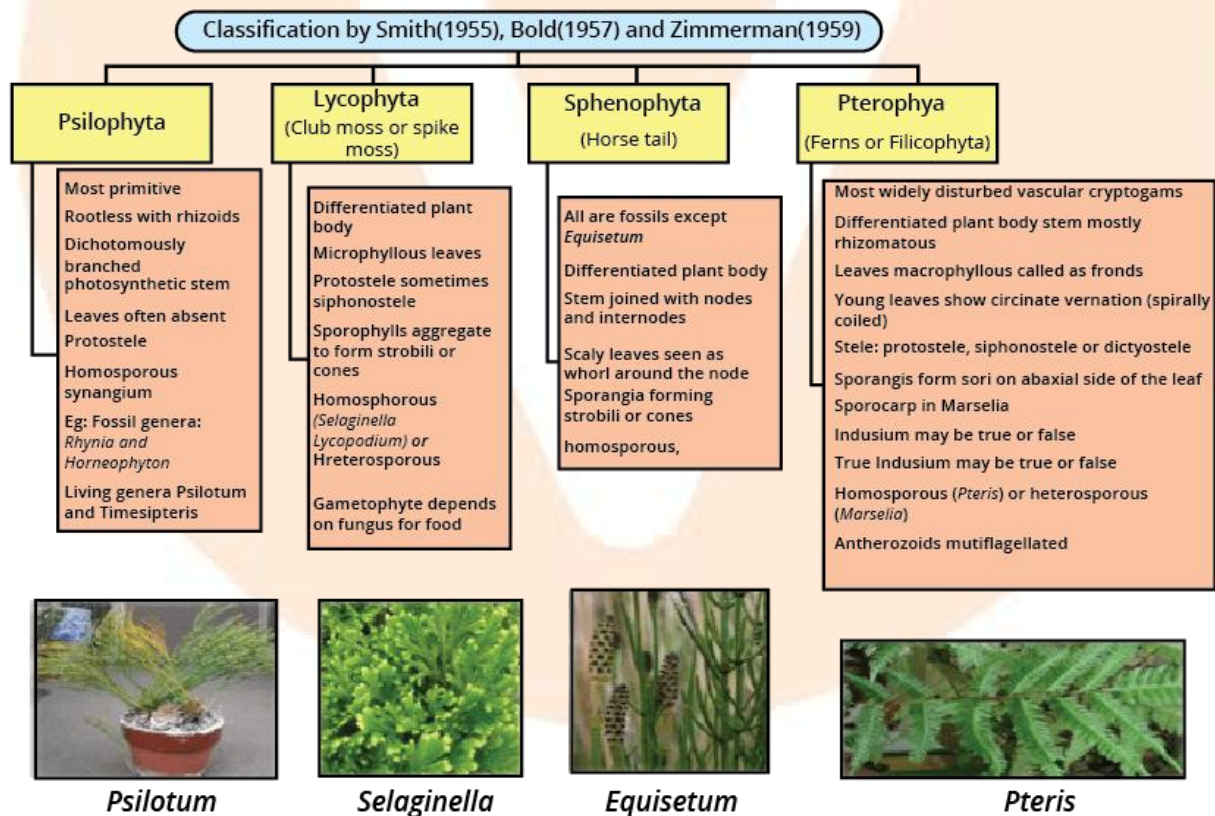 Classification by Smith(1955), Bold(1957) and Zimmerman(1959)
Psilophyta
Most primitive
Rootless with rhizoids
Dichotomously
branched
photosynthetic stem
Leaves often absent
Protostele
Homosporous
synangium
Eg: Fossil genera:
Rhynia and
Horneophyton
Living genera Psilotum
and Timesipteris
Lycophyta
(Club moss or spike
moss)
Differentiated plant
body
Microphyllous leaves
Protostele sometimes
siphonostele
Sporophylls aggregate
to form strobili or
cones
Homosphorous
(Selaginella
Lycopodium) or
Hreterosporous
Gametophyte depends
on fungus for food
Sphenophyta
(Horse tail)
All are fossils except
Equisetum
Differentiated plant body
Stem joined with nodes
and internodes
Scaly leaves seen as
whorl around the node
Sporangia forming
strobili or cones
homosporous,
Pterophya
(Ferns or Filicophyta)
Most widely disturbed vascular cryptogams
Differentiated plant body stem mostly
rhizomatous
Leaves macrophyllous called as fronds
Young leaves show circinate vernation (spirally
coiled)
Stele: protostele, siphonostele or dictyostele
Sporangis form sori on abaxial side of the leaf
Sporocarp in Marselia
Indusium may be true or false
True Indusium may be true or false
Homosporous (Pteris) or heterosporous
(Marselia)
Antherozoids mutiflagellated
Psilotum
Selaginella
Equisetum
Pteris